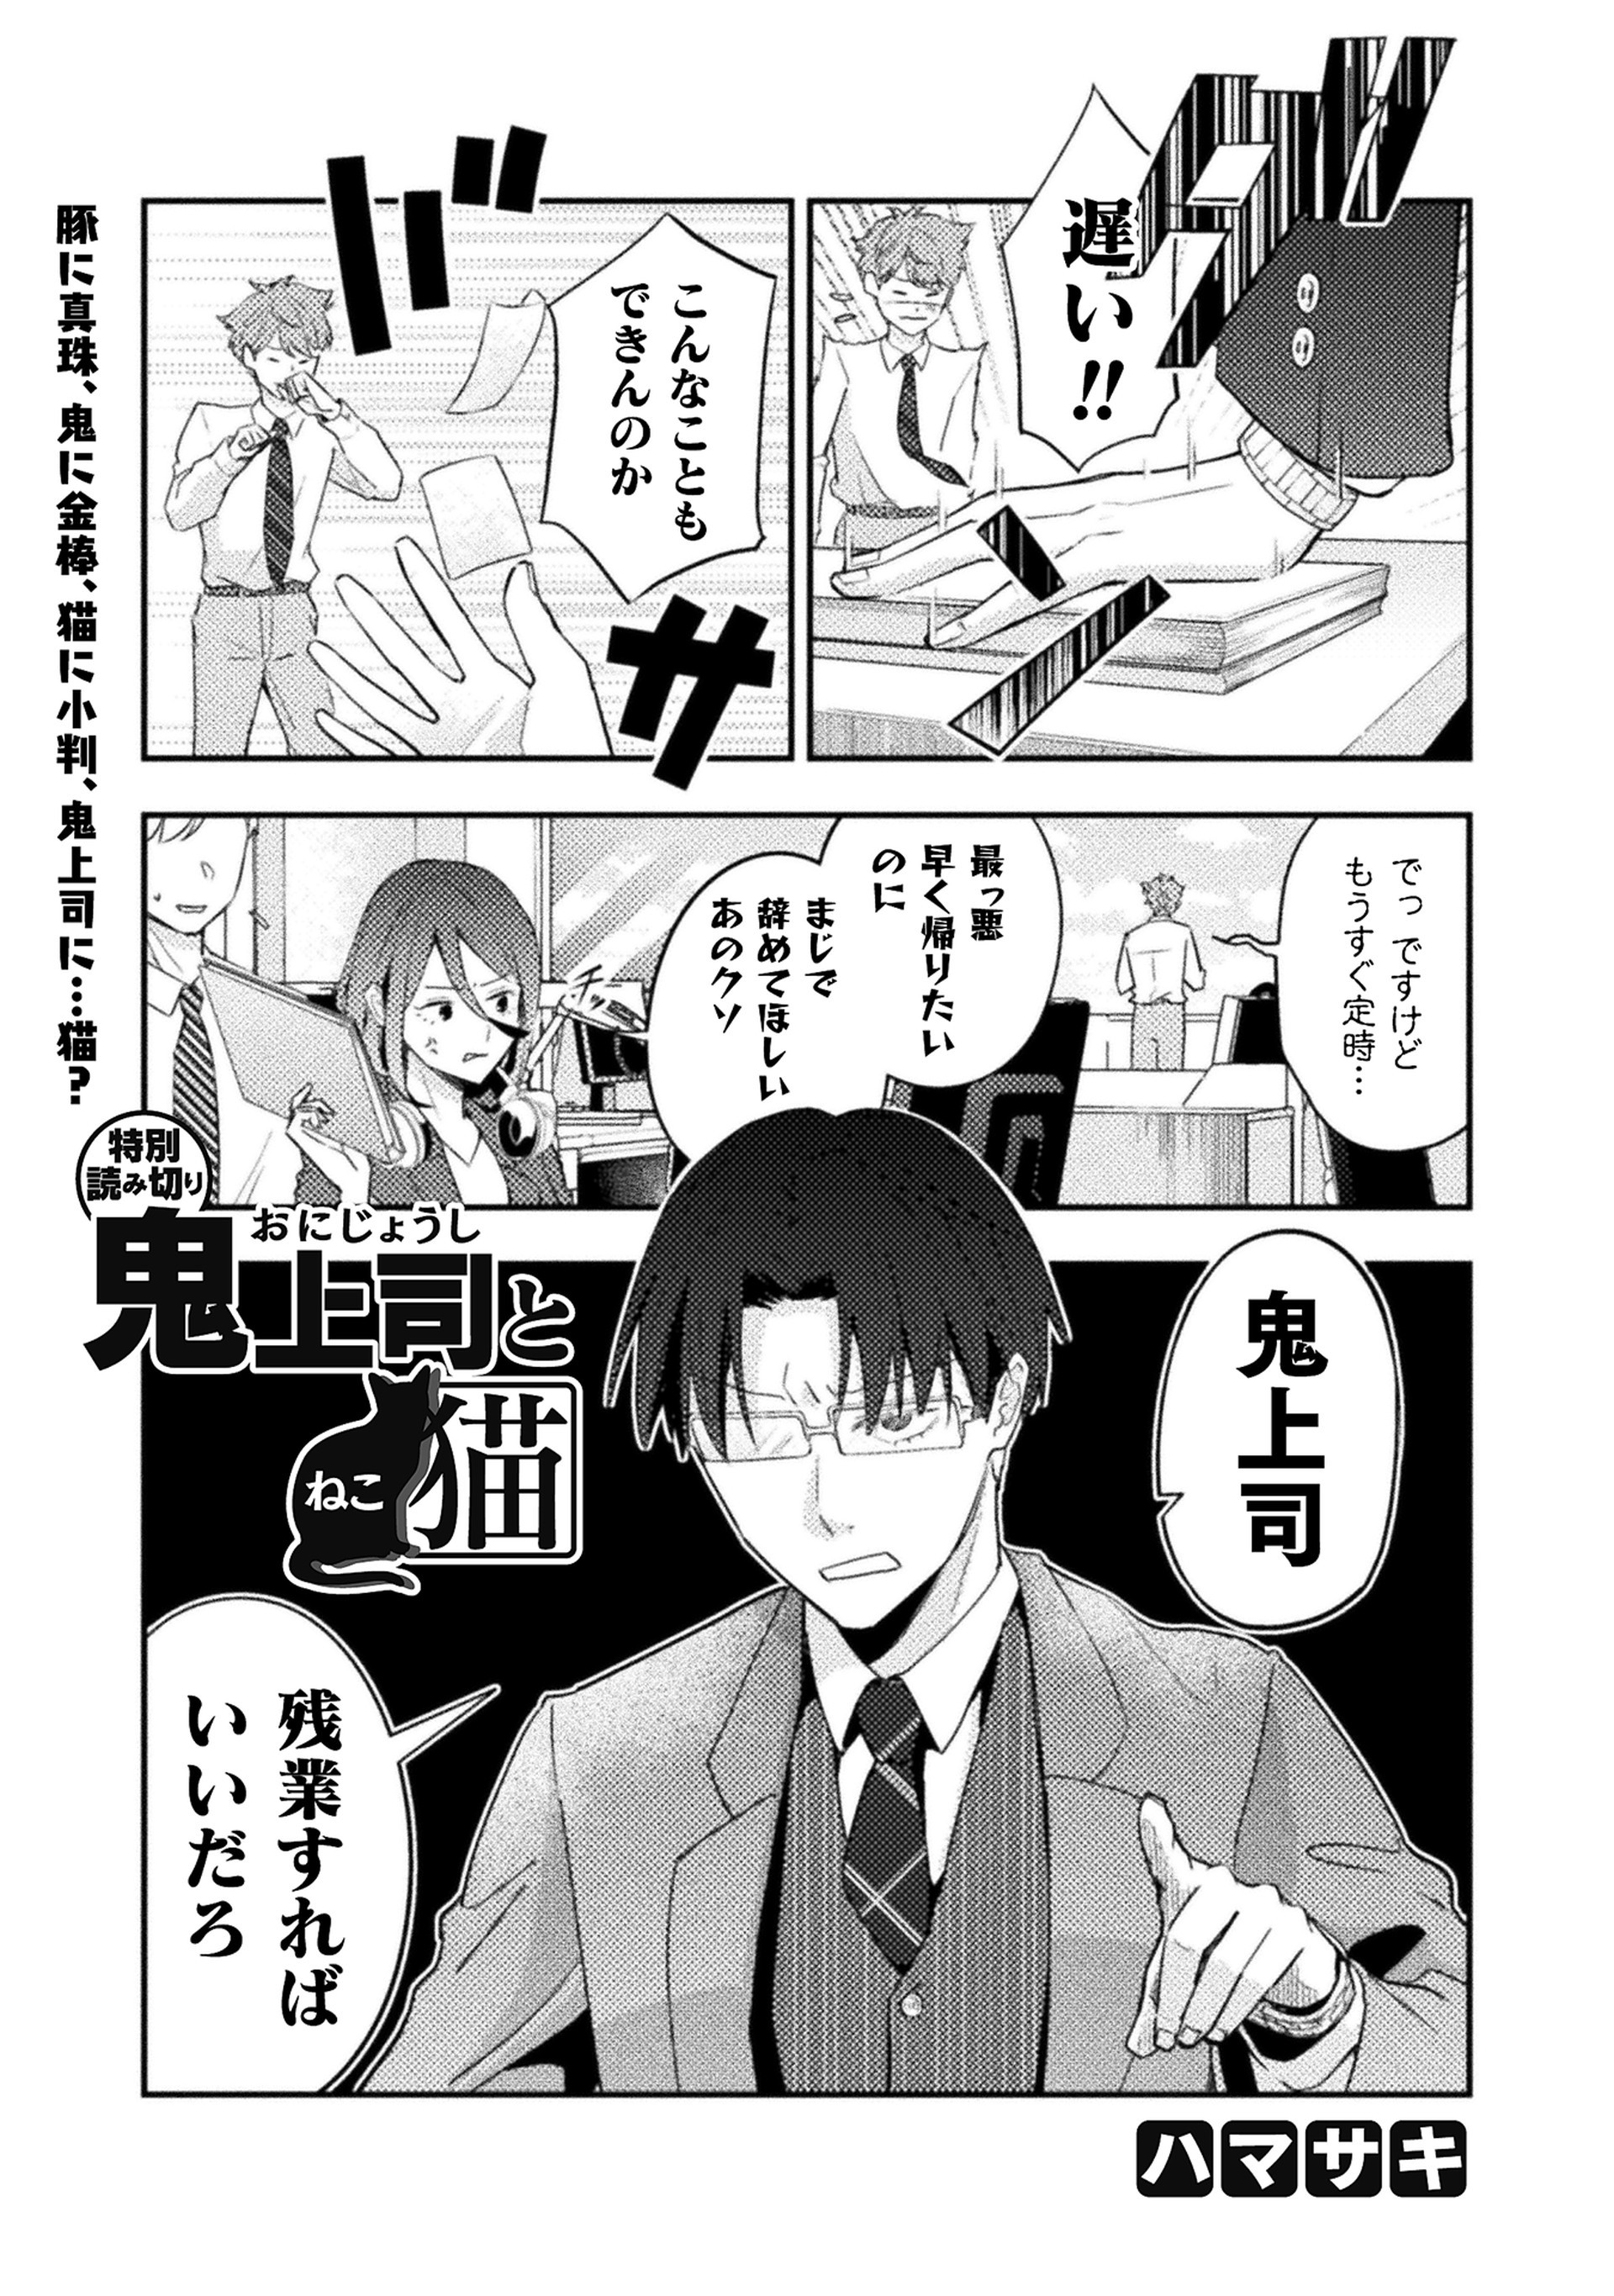 バン
遅い!!
こんなことも
できんのか
バサ
でっ ですけど
もうすぐ定時…
最っ悪
早く帰りたい
のに
まじで
辞めてほしい
あのクソ
チッ
鬼上司
残業すれば
いいだろ
豚に真珠、鬼に金棒、猫に小判、鬼上司に…猫?
特別
読み切り
おにじょうし
鬼上司と
ねこ
猫
ハマサキ